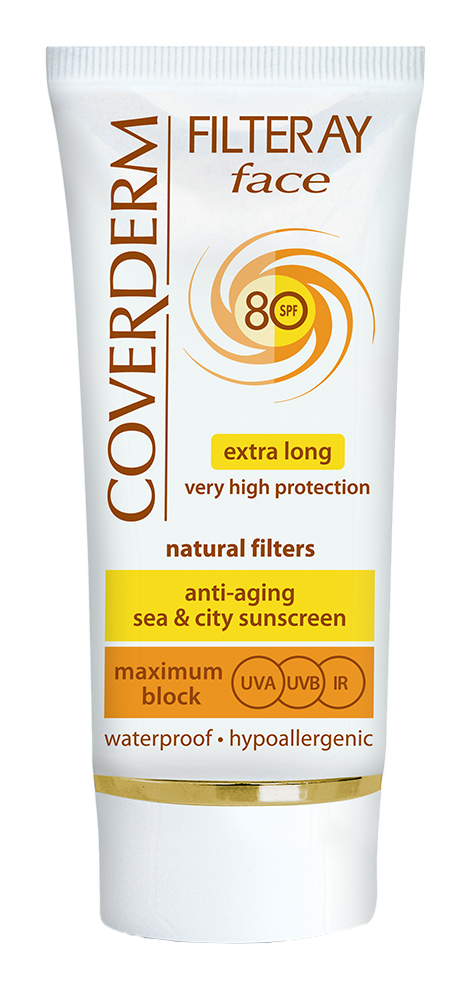 COVERDERM
FILTERAY
face
80 SPF
extra long
very high protection
natural filters
anti-aging
sea & city sunscreen
maximum
block
UVA UVB IR
waterproof • hypoallergenic